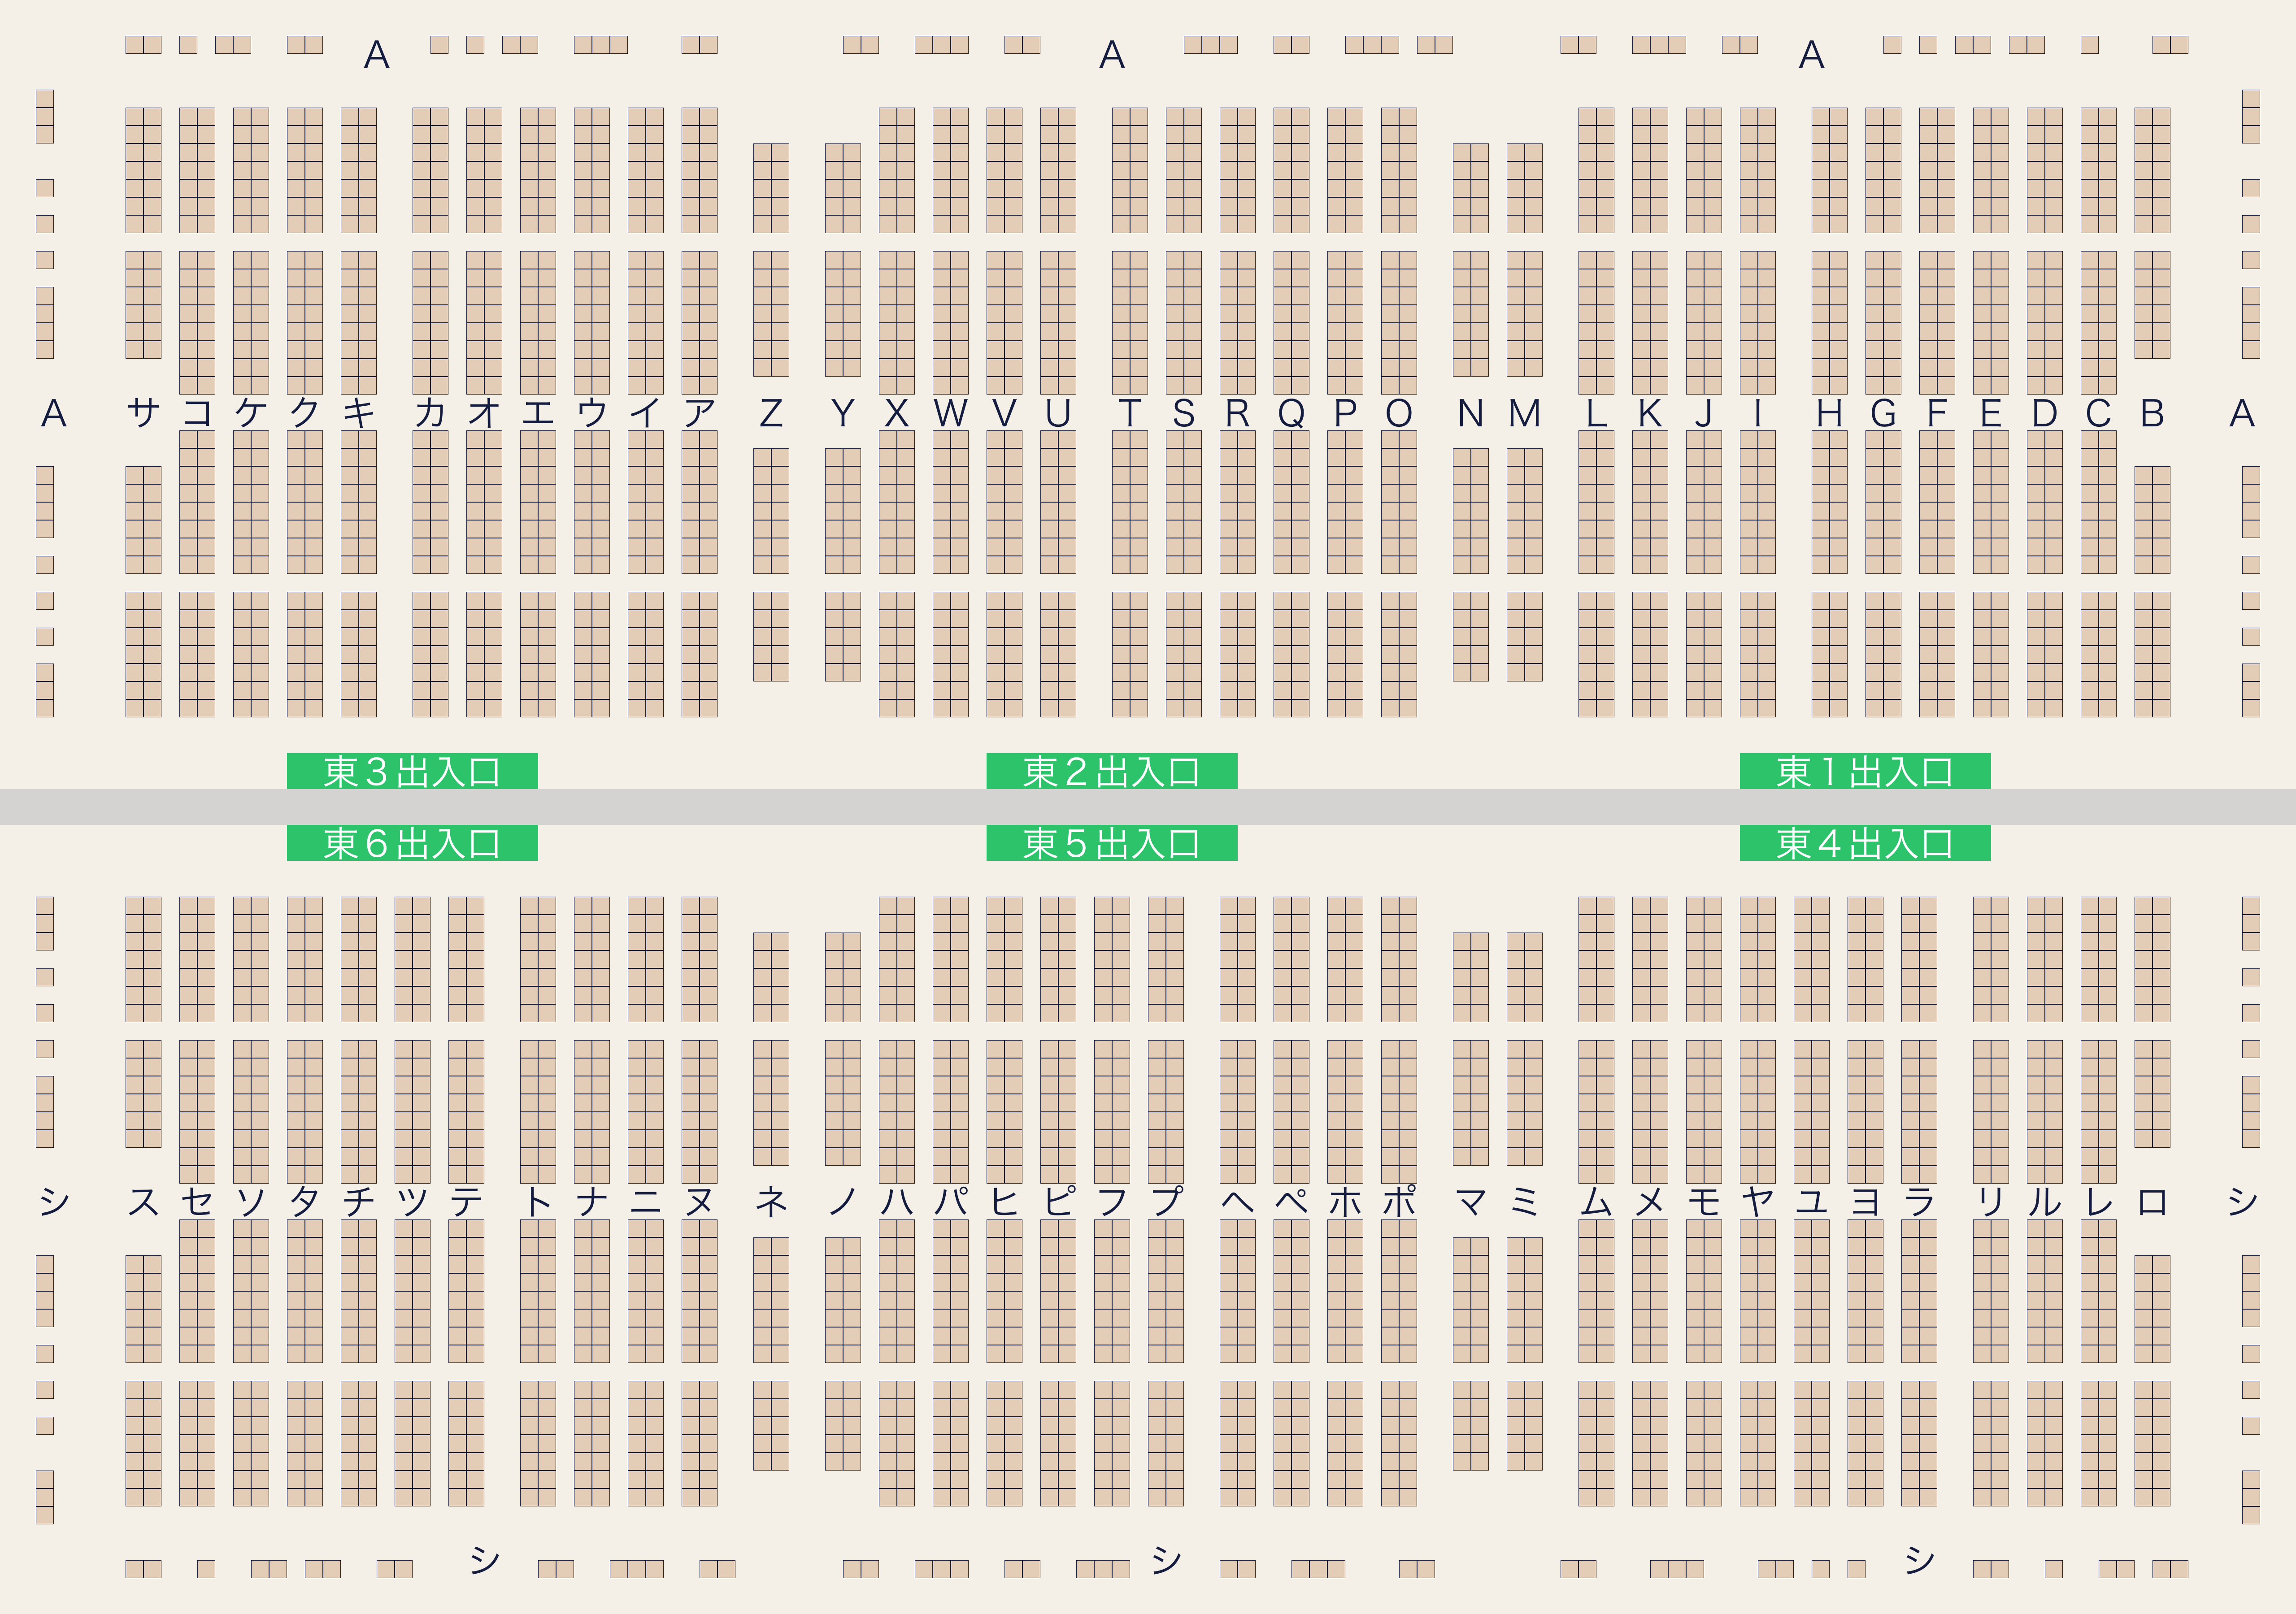 A A A
A サ コ ケ ク キ カ オ エ ウ イ ア Z Y X W V U T S R Q P O N M L K J I H G F E D C B A
東3出入口 東2出入口 東1出入口
東6出入口 東5出入口 東4出入口
シ ス セ ソ タ チ ツ テ ト ナ ニ ヌ ネ ノ ハ パ ヒ ピ フ プ ヘ ペ ホ ポ マ ミ ム メ モ ヤ ユ ヨ ラ リ ル レ ロ シ
シ シ シ